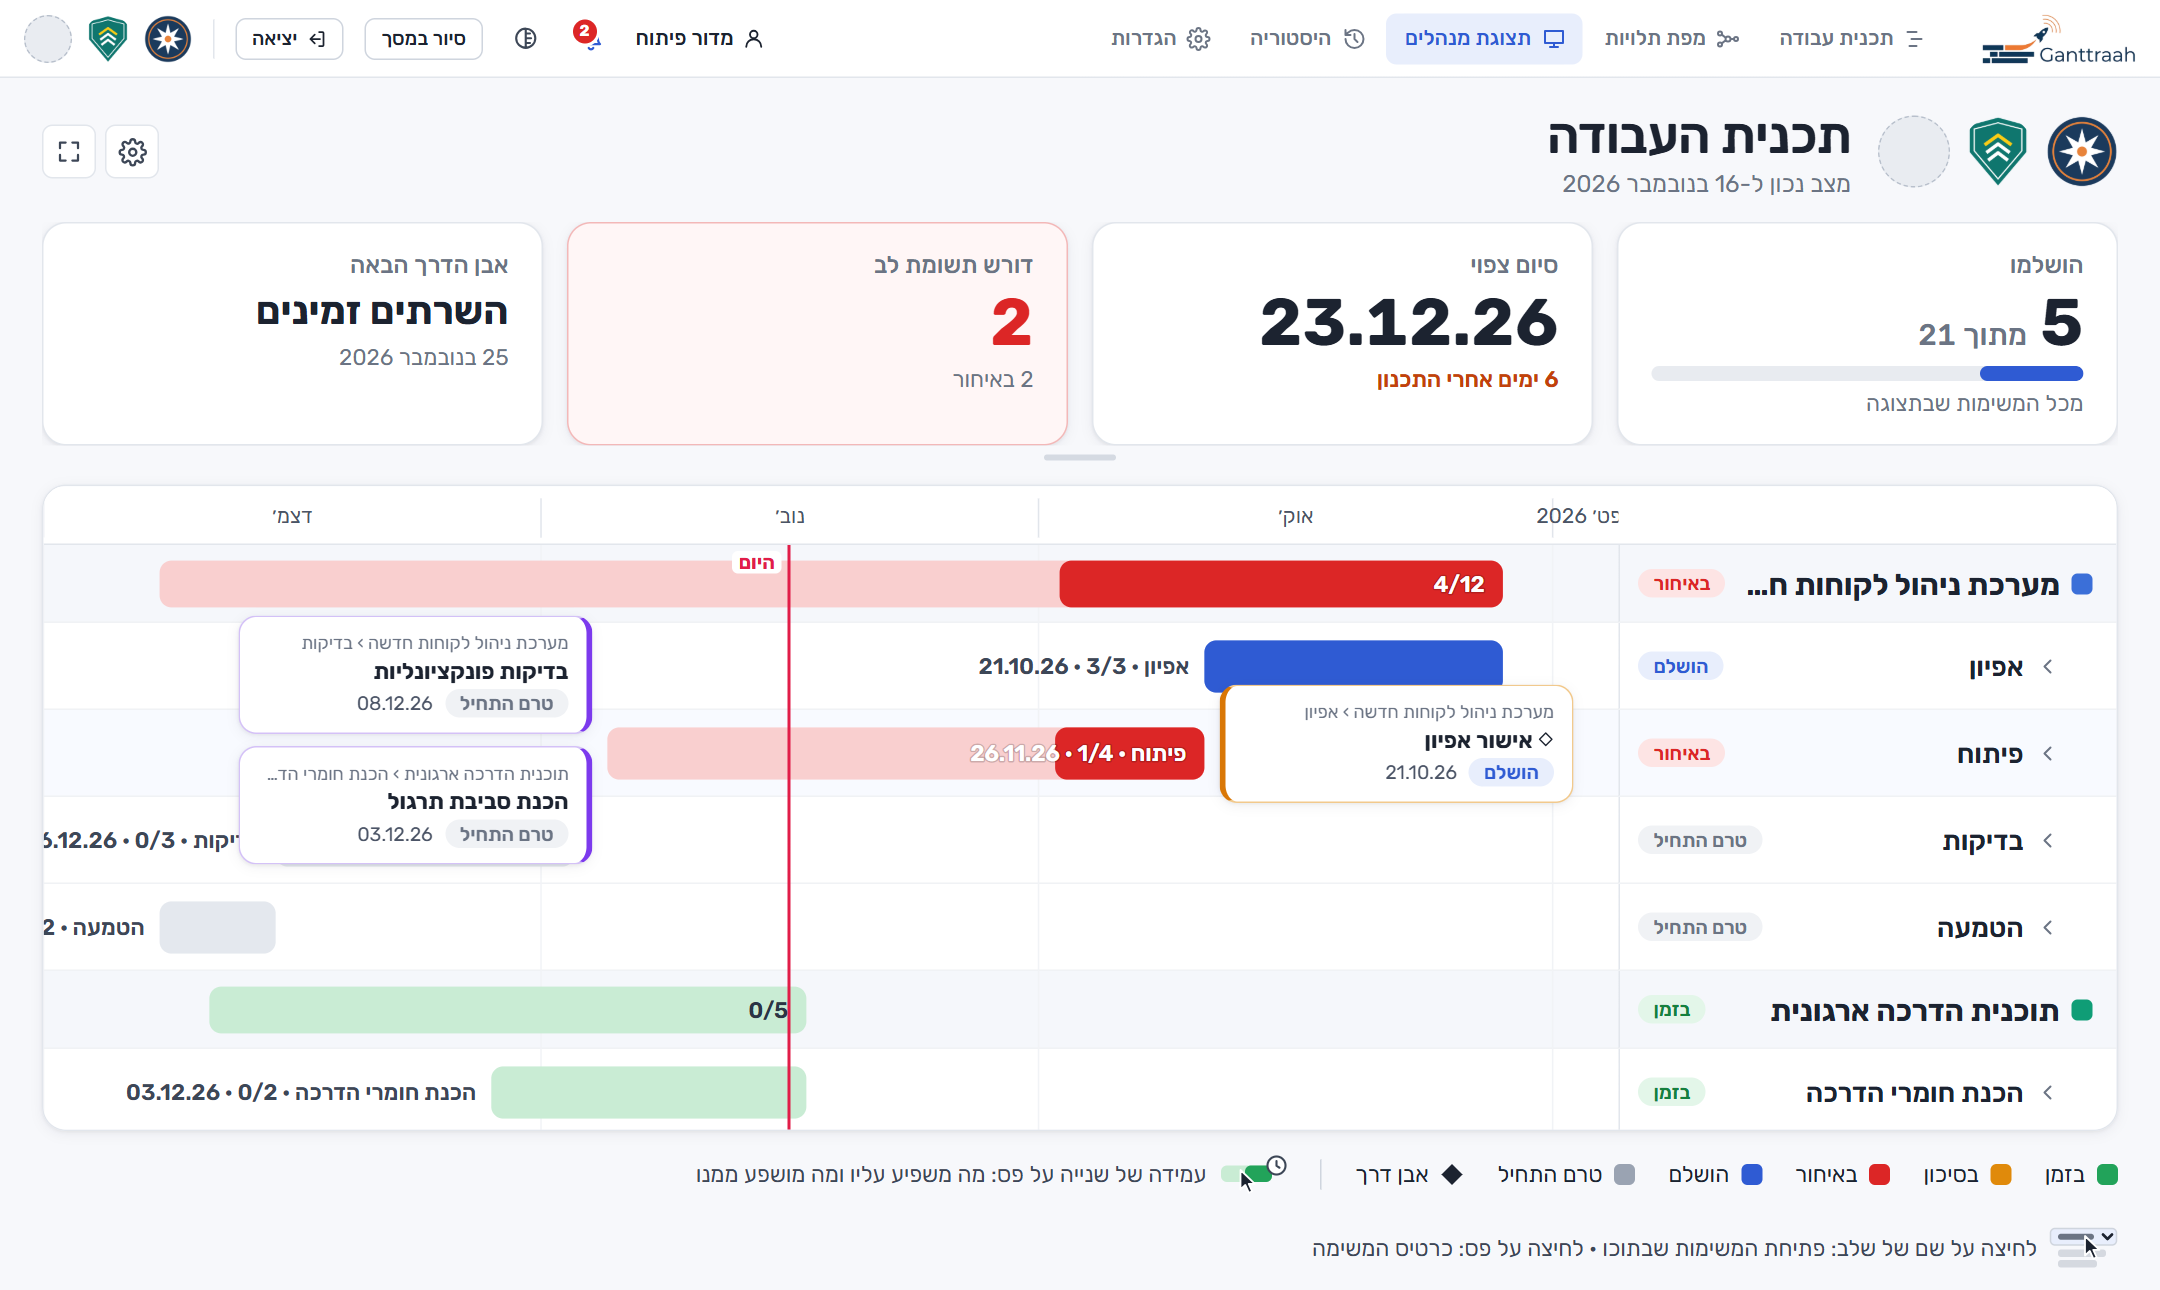 Ganttraah
תכנית עבודה
מפת תלויות
תצוגת מנהלים
היסטוריה
הגדרות
מדור פיתוח
2
סיור במסך
יציאה
תכנית העבודה
מצב נכון ל-16 בנובמבר 2026
הושלמו
5 מתוך 21
מכל המשימות שבתצוגה
סיום צפוי
23.12.26
6 ימים אחרי התכנון
דורש תשומת לב
2
2 באיחור
אבן הדרך הבאה
השרתים זמינים
25 בנובמבר 2026
פט׳ 2026
אוק׳
נוב׳
דצמ׳
מערכת ניהול לקוחות ח...
באיחור
4/12
היום
אפיון
הושלם
אפיון • 3/3 • 21.10.26
מערכת ניהול לקוחות חדשה › בדיקות
בדיקות פונקציונליות
טרם התחיל 08.12.26
מערכת ניהול לקוחות חדשה › אפיון
◇ אישור אפיון
הושלם 21.10.26
פיתוח
באיחור
פיתוח • 1/4 • 26.11.26
תוכנית הדרכה ארגונית › הכנת חומרי הד...
הכנת סביבת תרגול
טרם התחיל 03.12.26
בדיקות
טרם התחיל
יקות • 0/3 • 6.12.26
הטמעה
טרם התחיל
הטמעה • 2
תוכנית הדרכה ארגונית
בזמן
0/5
הכנת חומרי הדרכה
בזמן
הכנת חומרי הדרכה • 0/2 • 03.12.26
בזמן
בסיכון
באיחור
הושלם
טרם התחיל
אבן דרך
עמידה של שנייה על פס: מה משפיע עליו ומה מושפע ממנו
לחיצה על שם של שלב: פתיחת המשימות שבתוכו • לחיצה על פס: כרטיס המשימה